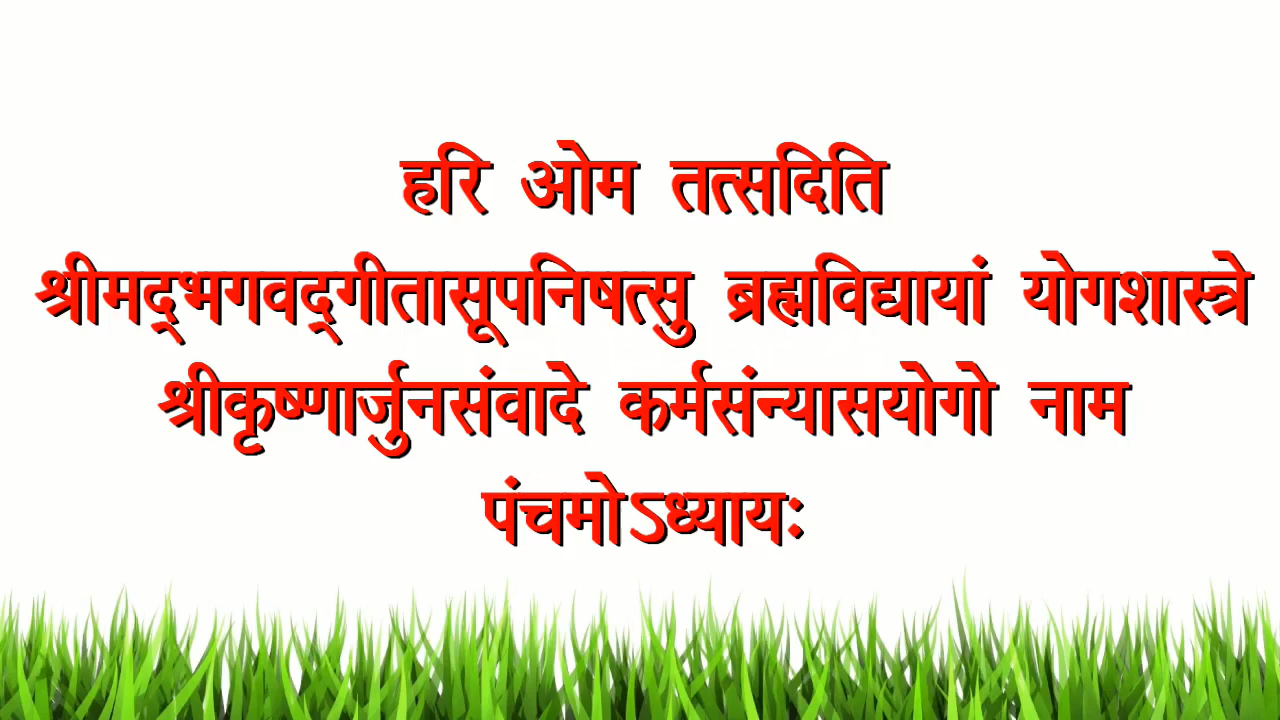 हरि ओम तत्सदिति
श्रीमद्‌भगवद्‌गीतासूपनिषत्सु ब्रह्मविद्यायां योगशास्त्रे
श्रीकृष्णार्जुनसंवादे कर्मसंन्यासयोगो नाम
पंचमोऽध्यायः